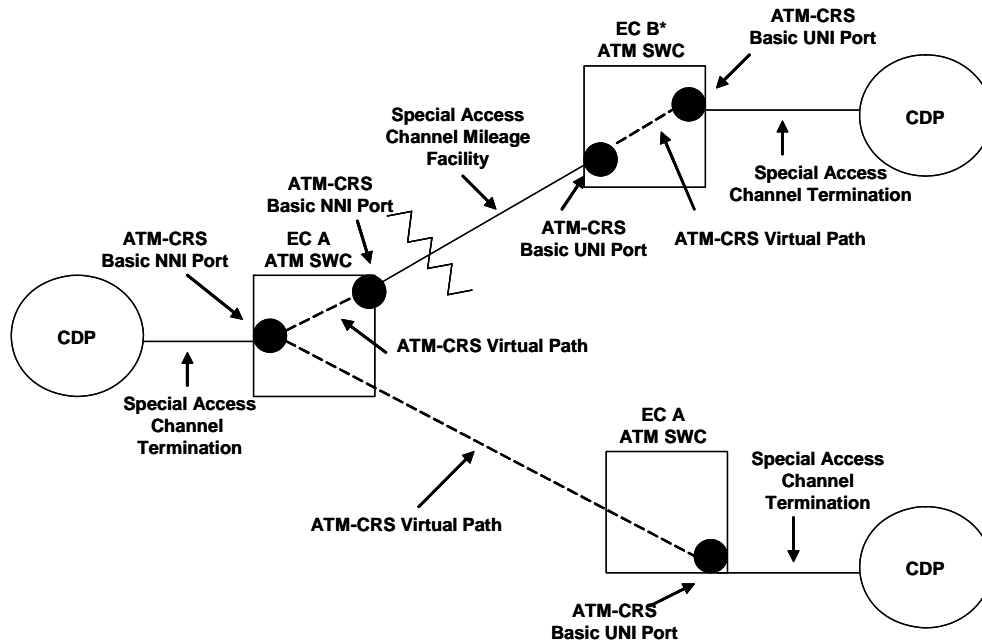 ATM-CRS
Basic UNI Port
EC B*
ATM SWC
CDP
Special Access
Channel Mileage
Facility
Special Access
Channel Termination
ATM-CRS
Basic NNI Port
ATM-CRS
Basic UNI Port
ATM-CRS Virtual Path
ATM-CRS
Basic NNI Port
EC A
ATM SWC
CDP
ATM-CRS Virtual Path
Special Access
Channel
Termination
EC A
ATM SWC
Special Access
Channel
Termination
ATM-CRS Virtual Path
CDP
ATM-CRS
Basic UNI Port